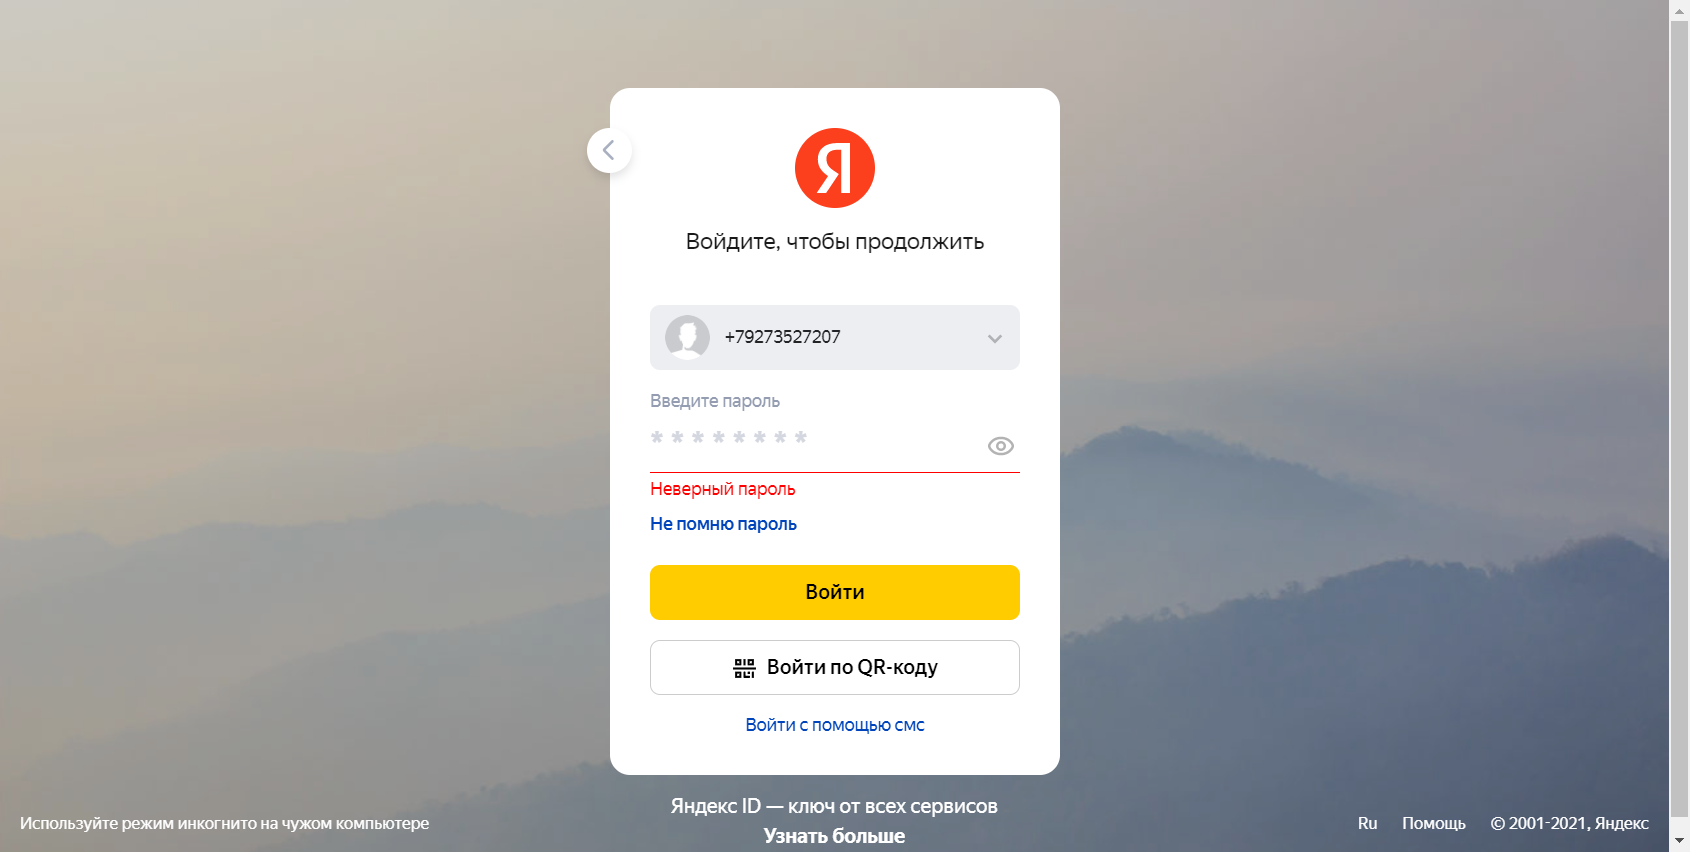 Я
Войдите, чтобы продолжить
+79273527207
Введите пароль
* * * * * * * *
Неверный пароль
Не помню пароль
Войти
Войти по QR-коду
Войти с помощью смс
Яндекс ID — ключ от всех сервисов
Узнать больше
Используйте режим инкогнито на чужом компьютере
Ru Помощь © 2001-2021, Яндекс